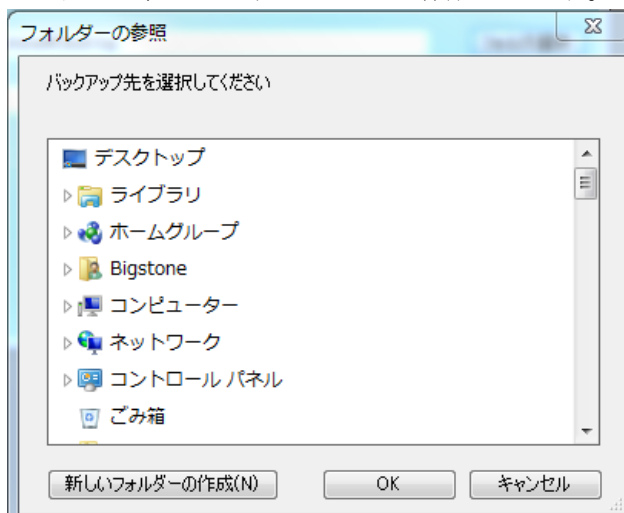 フォルダーの参照
バックアップ先を選択してください
デスクトップ
ライブラリ
ホームグループ
Bigstone
コンピューター
ネットワーク
コントロール パネル
ごみ箱
新しいフォルダーの作成(N)
OK
キャンセル